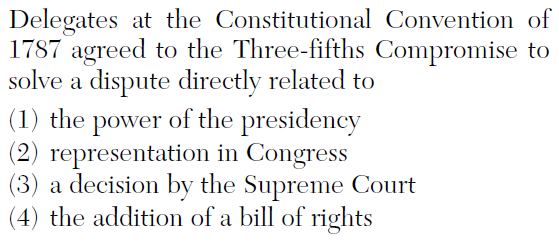 Delegates at the Constitutional Convention of
1787 agreed to the Three-fifths Compromise to
solve a dispute directly related to
(1) the power of the presidency
(2) representation in Congress
(3) a decision by the Supreme Court
(4) the addition of a bill of rights